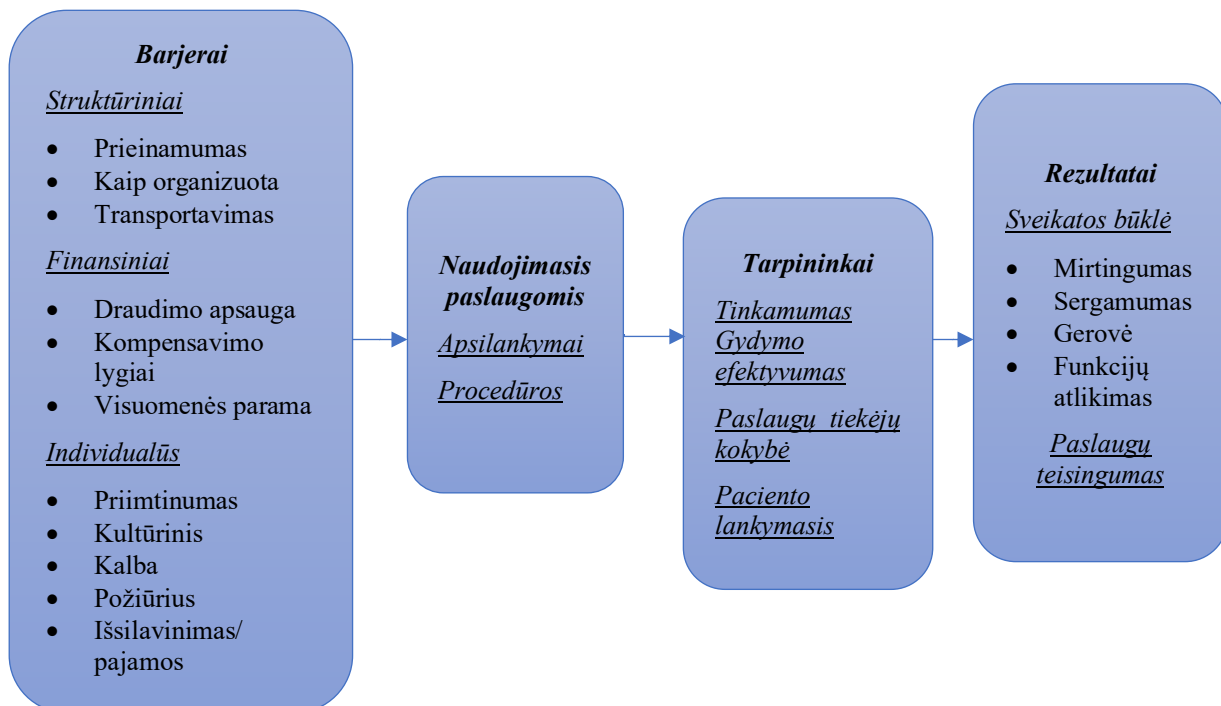 Barjerai
Struktūriniai
Prieinamumas
Kaip organizuota
Transportavimas
Finansiniai
Draudimo apsauga
Kompensavimo
lygiai
Visuomenės parama
Individualūs
Priimtinumas
Kultūrinis
Kalba
Požiūrius
Išsilavinimas/
pajamos
Naudojimasis
paslaugomis
Apsilankymai
Procedūros
Tarpininkai
Tinkamumas
Gydymo
efektyvumas
Paslaugų tiekėjų
kokybė
Paciento
lankymasis
Rezultatai
Sveikatos būklė
Mirtingumas
Sergamumas
Gerovė
Funkcijų
atlikimas
Paslaugų
teisingumas